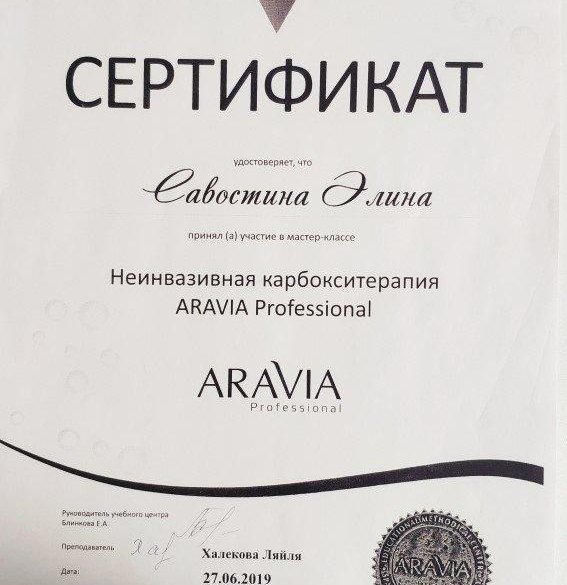 СЕРТИФИКАТ
удостоверяет, что
Савостина Элина
принял (а) участие в мастер-классе
Неинвазивная карбокситерапия
ARAVIA Professional
ARAVIA
Professional
Руководитель учебного центра
Блинкова Е.А.
Преподаватель
Халекова Ляйля
Дата:
27.06.2019
ARAVIA